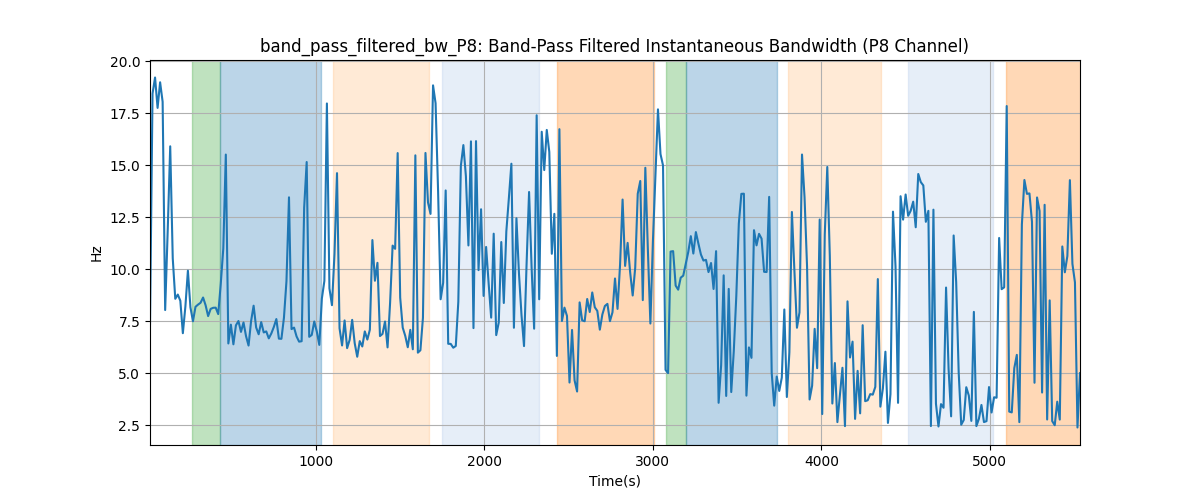 band_pass_filtered_bw_P8: Band-Pass Filtered Instantaneous Bandwidth (P8 Channel)
20.0
17.5
15.0
12.5
10.0
7.5
5.0
2.5
Hz
1000 2000 3000 4000 5000
Time(s)